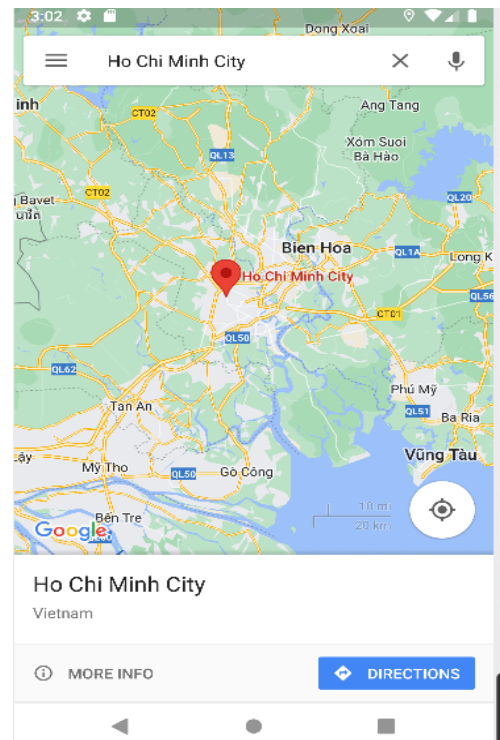 3:02
Dong Xoai
Ho Chi Minh City
inh
CT02
Ang Tang
QL13
Xóm Suoi
Bà Hào
CT02
QL20
Bavet
Bien Hoa
QL1A
Long K
Ho Chi Minh City
QL56
CT01
QL50
QL62
Phú Mỹ
Tan An
QL51
Ba Ria
Vũng Tàu
ậy
Mỹ Tho
QL50
Gò Công
10 mi
20 km
Bến Tre
Google
Ho Chi Minh City
Vietnam
MORE INFO
DIRECTIONS